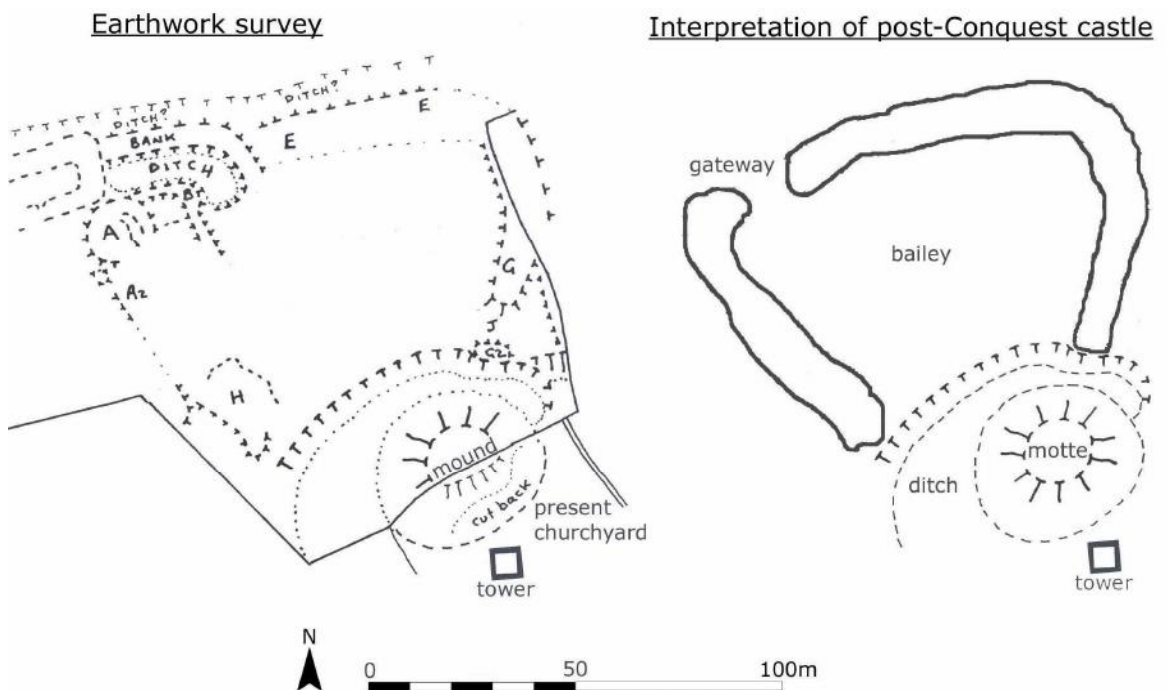 Earthwork survey
DITCH?
DITCH?
E
E
BANK
DITCH
B
A
A2
G
J
G2
H
mound
cut back
present
churchyard
tower
Interpretation of post-Conquest castle
gateway
bailey
motte
ditch
tower
N
0
50
100m